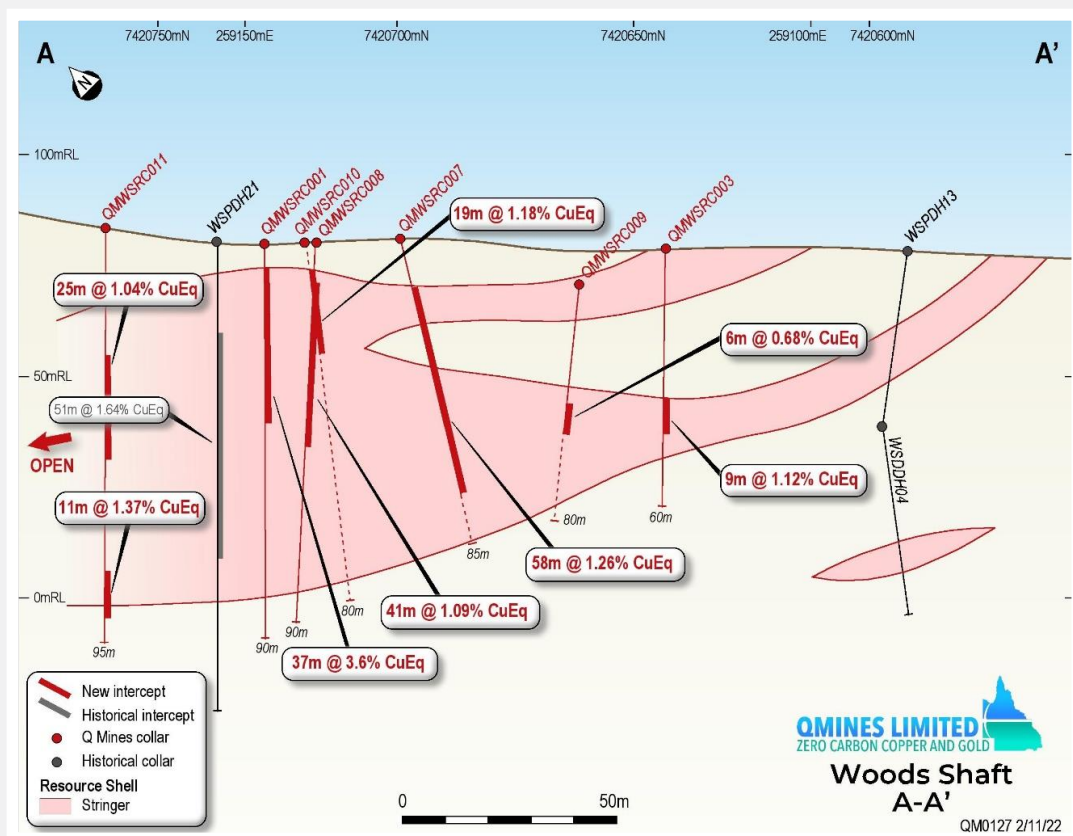 7420750mN
259150mE
7420700mN
7420650mN
259100mE
7420600mN
A
A'
N
100mRL
50mRL
0mRL
QMWSRC011
WSPDH21
QMWSRC001
QMWSRC010
QMWSRC008
QMWSRC007
QMWSRC009
QMWSRC003
WSPDH13
WSDDH04
19m @ 1.18% CuEq
25m @ 1.04% CuEq
6m @ 0.68% CuEq
51m @ 1.64% CuEq
OPEN
9m @ 1.12% CuEq
11m @ 1.37% CuEq
58m @ 1.26% CuEq
41m @ 1.09% CuEq
37m @ 3.6% CuEq
95m
90m
90m
80m
85m
80m
60m
New intercept
Historical intercept
Q Mines collar
Historical collar
Resource Shell
Stringer
0
50m
QMINES LIMITED
ZERO CARBON COPPER AND GOLD
Woods Shaft
A-A'
QM0127 2/11/22